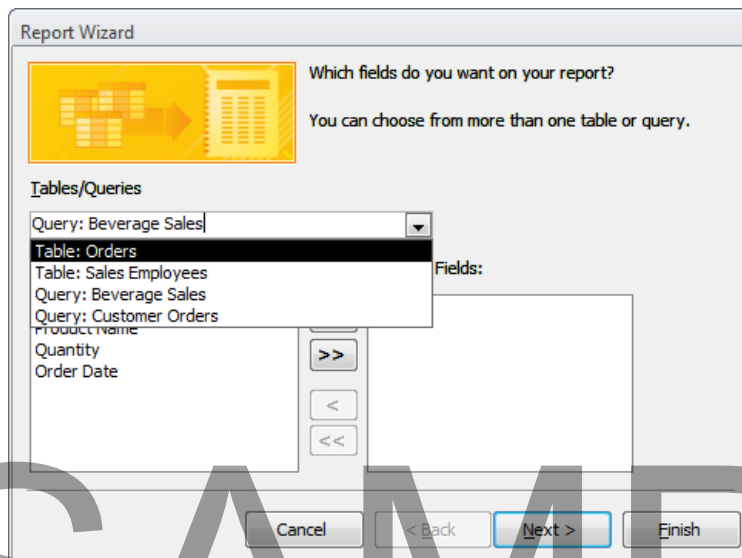 Report Wizard
Which fields do you want on your report?
You can choose from more than one table or query.
Tables/Queries
Query: Beverage Sales
Table: Orders
Table: Sales Employees
Query: Beverage Sales
Query: Customer Orders
Fields:
Product Name
Quantity
Order Date
>>
<
<<
Cancel
< Back
Next >
Finish